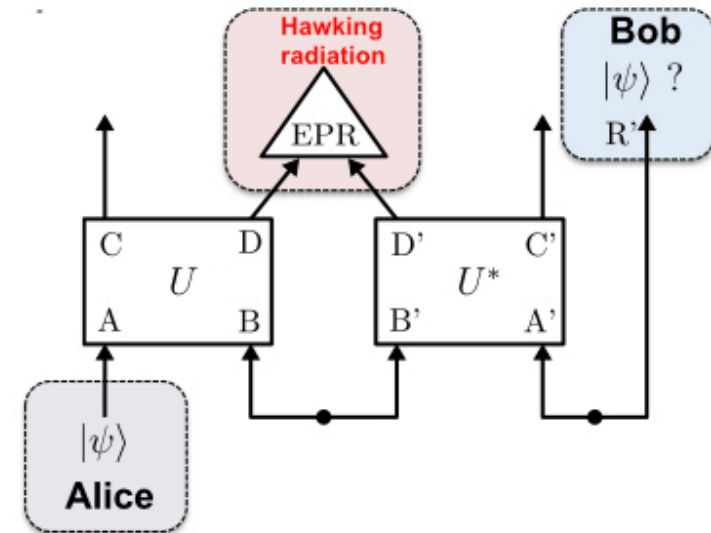 Hawking
radiation
EPR
Bob
|ψ⟩ ?
R'
C D D' C'
U U*
A B B' A'
|ψ⟩
Alice